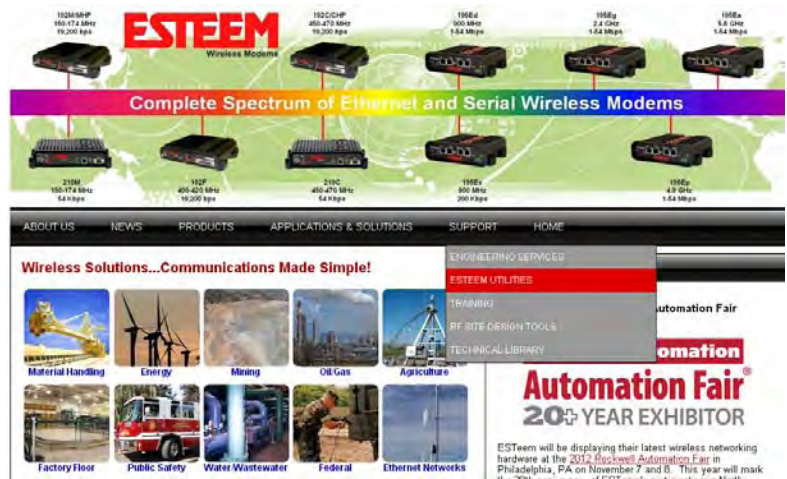 192M/MHF
150-174 MHz
19,200 bps
ESTEEM
Wireless Modems
192C/CHP
450-470 MHz
19,200 bps
195Ed
900 MHz
1-54 Mbps
195Eg
2.4 GHz
1-54 Mbps
195Ea
5.8 GHz
1-54 Mbps
Complete Spectrum of Ethernet and Serial Wireless Modems
210M
150-174 MHz
54 Kbps
192F
400-420 MHz
19,200 bps
210C
450-470 MHz
54 Kbps
195Es
900 MHz
200 Kbps
195Ep
4.9 GHz
1-54 Mbps
ABOUT US NEWS PRODUCTS APPLICATIONS & SOLUTIONS SUPPORT HOME
ENGINEERING SERVICES
ESTEEM UTILITIES
TRAINING
RF SITE DESIGN TOOLS
TECHNICAL LIBRARY
Wireless Solutions...Communications Made Simple!
Material Handling Energy Mining Oil/Gas Agriculture
Factory Floor Public Safety Water/Wastewater Federal Ethernet Networks
Automation Fair
omation
Automation Fair®
20+ YEAR EXHIBITOR
ESTeem will be displaying their latest wireless networking
hardware at the 2012 Rockwell Automation Fair in
Philadelphia, PA on November 7 and 8. This year will mark